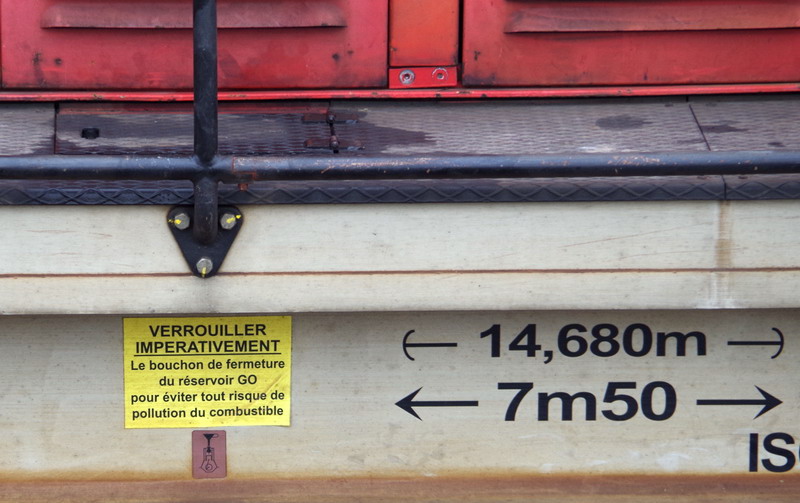 VERROUILLER
IMPERATIVEMENT
Le bouchon de fermeture
du réservoir GO
pour éviter tout risque de
pollution du combustible
14,680m
7m50
IS